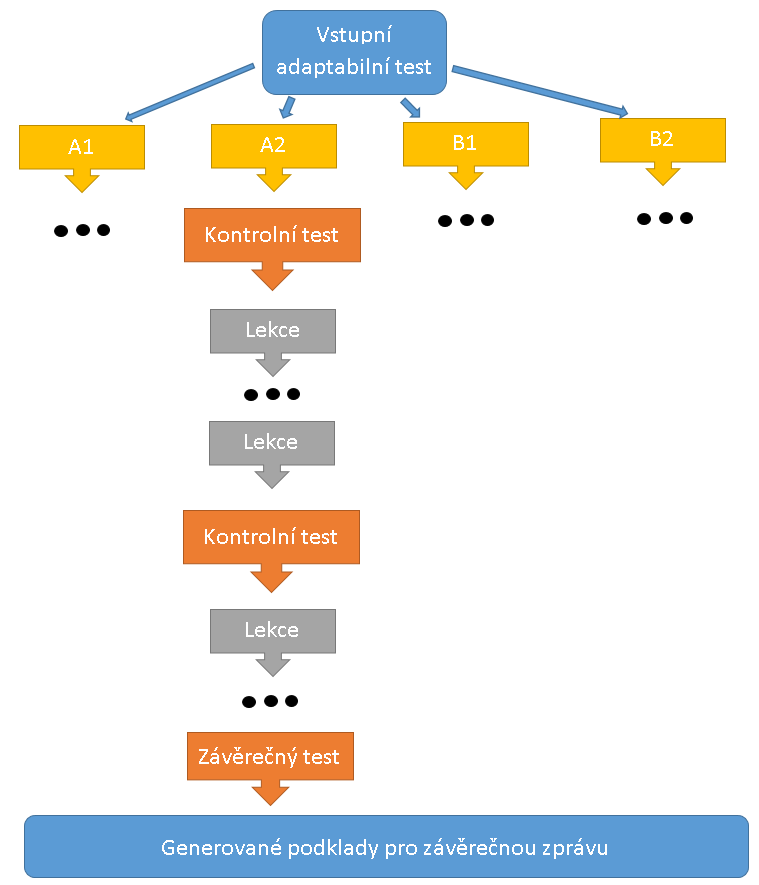 Vstupní
adaptabilní test
A1
A2
B1
B2
Kontrolní test
Lekce
Lekce
Kontrolní test
Lekce
Závěrečný test
Generované podklady pro závěrečnou zprávu